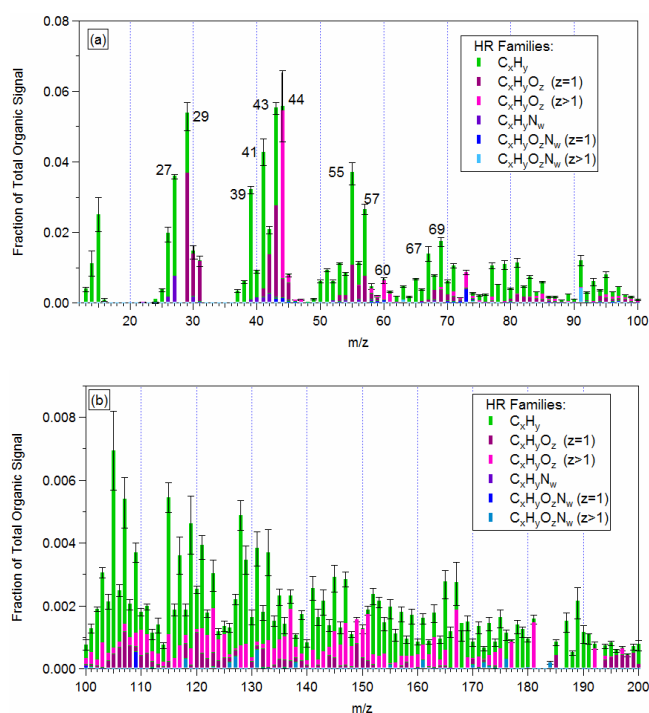 (a)
Fraction of Total Organic Signal
0.08
0.06
0.04
0.02
0.00
27
29
39
41
43
44
55
57
60
67
69
HR Families:
CxHy
CxHyOz (z=1)
CxHyOz (z>1)
CxHyNw
CxHyOzNw (z=1)
CxHyOzNw (z>1)
20
30
40
50
60
70
80
90
100
m/z
(b)
Fraction of Total Organic Signal
0.008
0.006
0.004
0.002
0.000
HR Families:
CxHy
CxHyOz (z=1)
CxHyOz (z>1)
CxHyNw
CxHyOzNw (z=1)
CxHyOzNw (z>1)
100
110
120
130
140
150
160
170
180
190
200
m/z